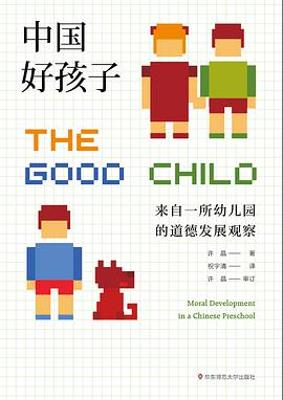 中国
好孩子
THE
GOOD CHILD
来自一所幼儿园
的道德发展观察
许晶——著
祝宇清——译
许晶——审订
Moral Development
in a Chinese Preschool
华东师范大学出版社